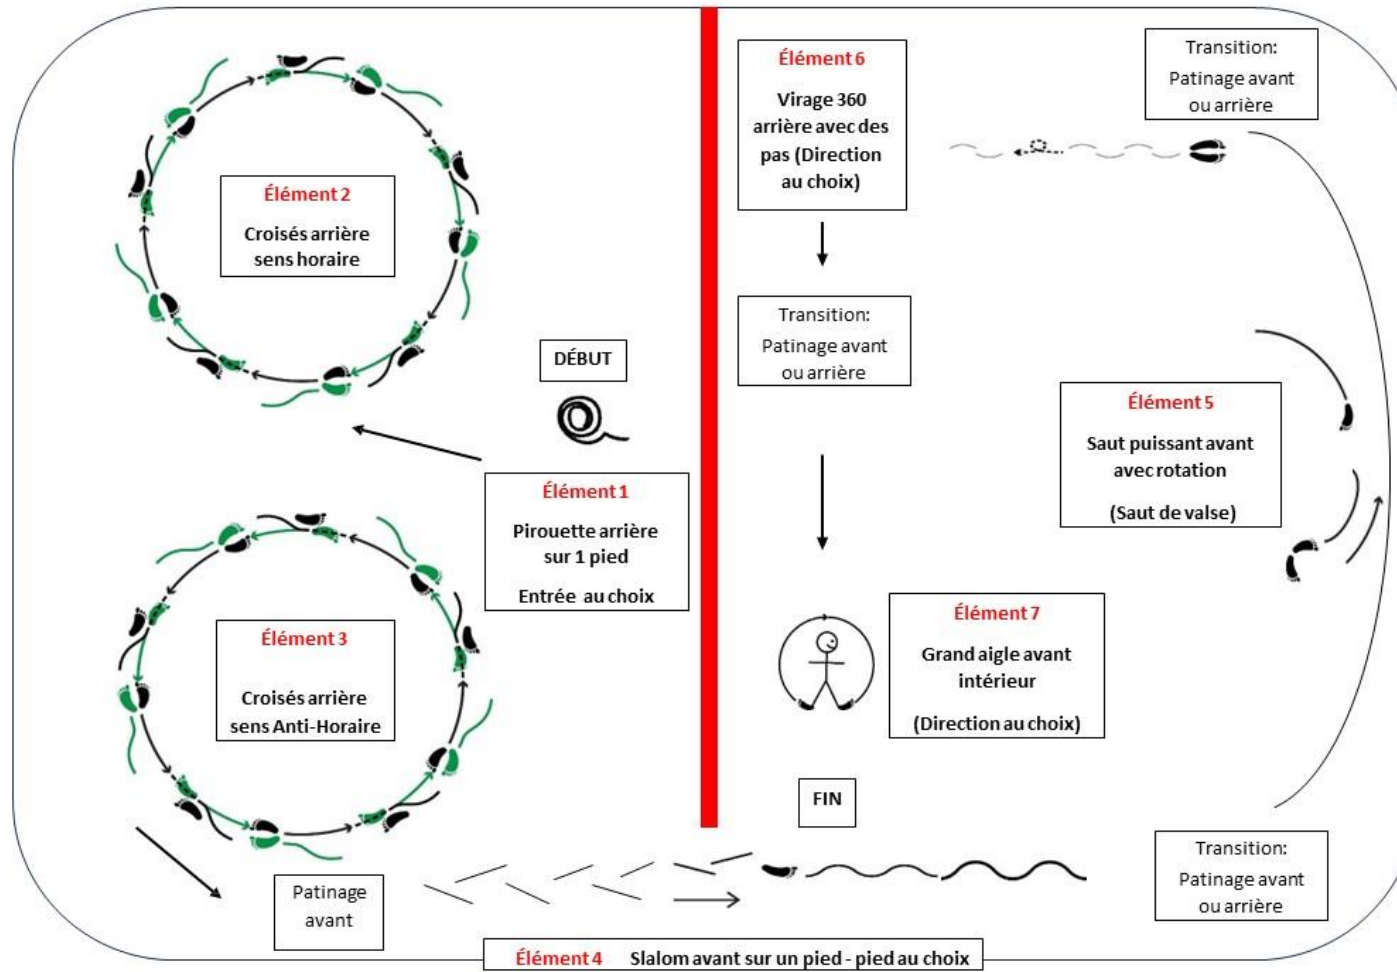 DÉBUT
Élément 1
Pirouette arrière
sur 1 pied
Entrée au choix
Élément 2
Croisés arrière
sens horaire
Élément 3
Croisés arrière
sens Anti-Horaire
Patinage
avant
Élément 4 Slalom avant sur un pied - pied au choix
Transition:
Patinage avant
ou arrière
Élément 5
Saut puissant avant
avec rotation
(Saut de valse)
Transition:
Patinage avant
ou arrière
Élément 6
Virage 360
arrière avec des
pas (Direction
au choix)
Transition:
Patinage avant
ou arrière
Élément 7
Grand aigle avant
intérieur
(Direction au choix)
FIN